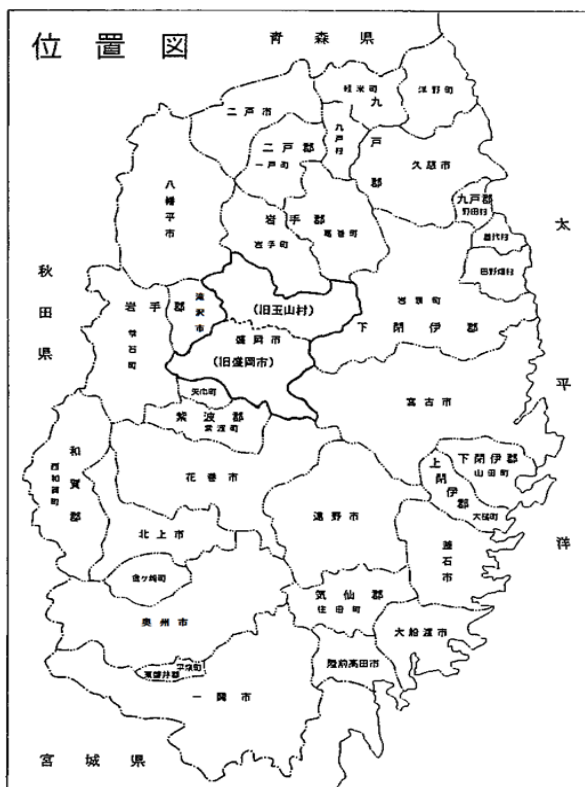 位置図
青森県
軽米町
九
戸
郡
洋野町
二戸市
九戸村
二戸郡
一戸町
久慈市
八幡平市
九戸郡
野田村
岩手郡
岩手町
葛巻町
普代村
田野畑村
太平洋
秋田県
岩手郡
雫石町
滝沢市
(旧玉山村)
盛岡市
(旧盛岡市)
岩泉町
下閉伊郡
矢巾町
紫波郡
紫波町
宮古市
和賀郡
西和賀町
花巻市
遠野市
下閉伊郡
山田町
上閉伊郡
大槌町
北上市
釜石市
金ヶ崎町
気仙郡
住田町
奥州市
大船渡市
陸前高田市
平泉町
西磐井郡
一関市
宮城県